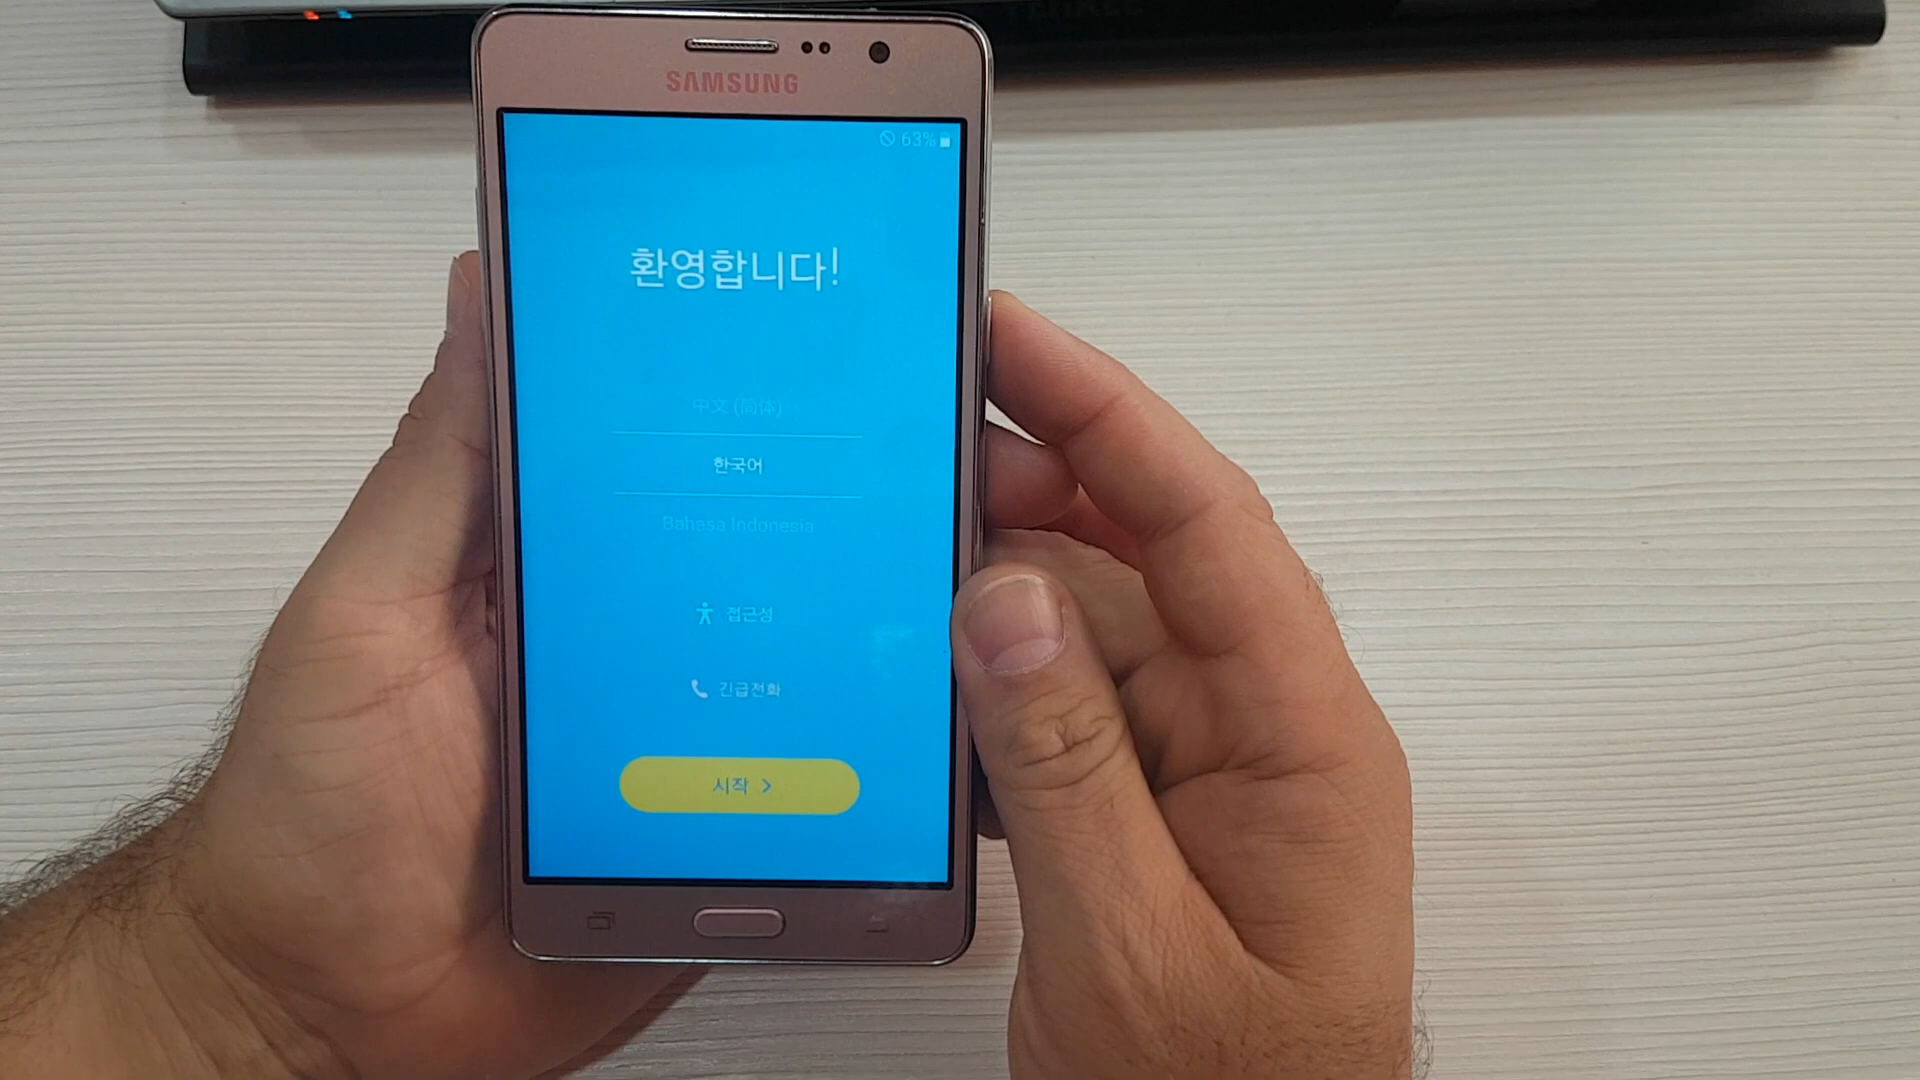 SAMSUNG
63%
환영합니다!
中文 (简体)
한국어
Bahasa Indonesia
접근성
긴급전화
시작